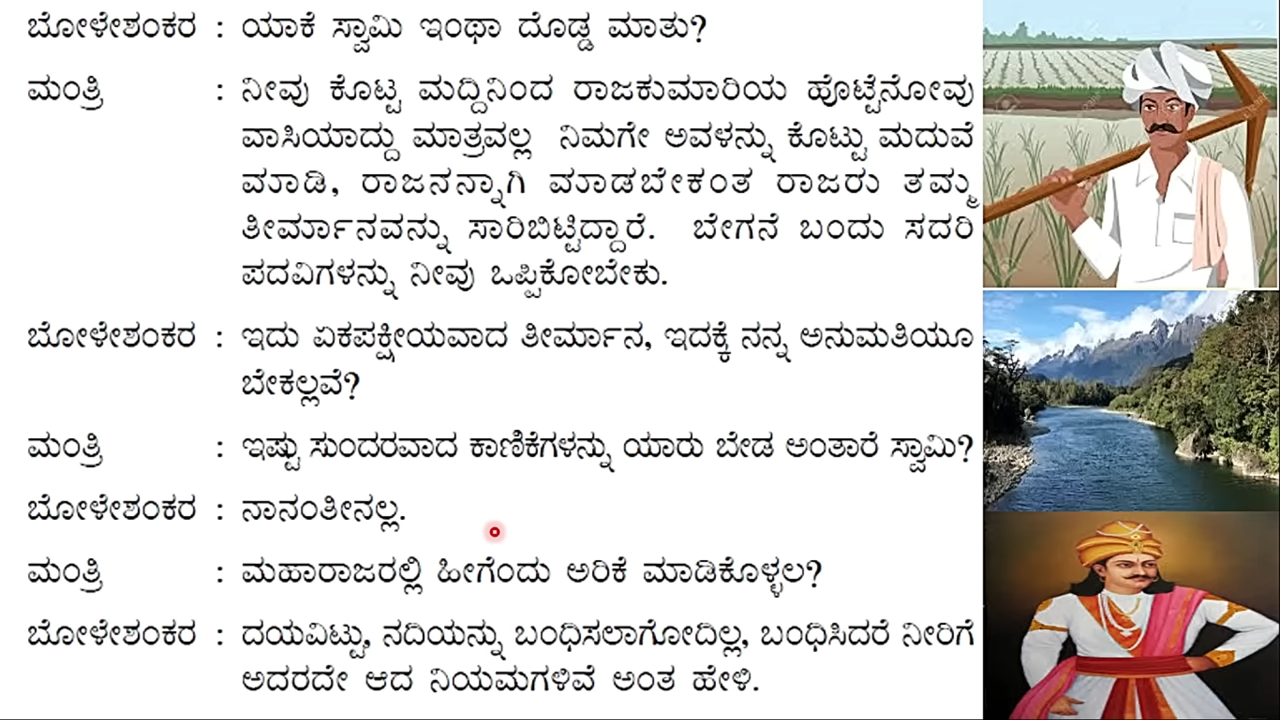 ಬೋಳೇಶಂಕರ : ಯಾಕೆ ಸ್ವಾಮಿ ಇಂಥಾ ದೊಡ್ಡ ಮಾತು?
ಮಂತ್ರಿ : ನೀವು ಕೊಟ್ಟ ಮದ್ದಿನಿಂದ ರಾಜಕುಮಾರಿಯ ಹೊಟ್ಟೆನೋವು
ವಾಸಿಯಾದ್ದು ಮಾತ್ರವಲ್ಲ ನಿಮಗೇ ಅವಳನ್ನು ಕೊಟ್ಟು ಮದುವೆ
ಮಾಡಿ, ರಾಜನನ್ನಾಗಿ ಮಾಡಬೇಕಂತ ರಾಜರು ತಮ್ಮ
ತೀರ್ಮಾನವನ್ನು ಸಾರಿಬಿಟ್ಟಿದ್ದಾರೆ. ಬೇಗನೆ ಬಂದು ಸದರಿ
ಪದವಿಗಳನ್ನು ನೀವು ಒಪ್ಪಿಕೋಬೇಕು.
ಬೋಳೇಶಂಕರ : ಇದು ಏಕಪಕ್ಷೀಯವಾದ ತೀರ್ಮಾನ, ಇದಕ್ಕೆ ನನ್ನ ಅನುಮತಿಯೂ
ಬೇಕಲ್ಲವೆ?
ಮಂತ್ರಿ : ಇಷ್ಟು ಸುಂದರವಾದ ಕಾಣಿಕೆಗಳನ್ನು ಯಾರು ಬೇಡ ಅಂತಾರೆ ಸ್ವಾಮಿ?
ಬೋಳೇಶಂಕರ : ನಾನಂತೀನಲ್ಲ.
ಮಂತ್ರಿ : ಮಹಾರಾಜರಲ್ಲಿ ಹೀಗೆಂದು ಅರಿಕೆ ಮಾಡಿಕೊಳ್ಳಲ?
ಬೋಳೇಶಂಕರ : ದಯವಿಟ್ಟು, ನದಿಯನ್ನು ಬಂಧಿಸಲಾಗೋದಿಲ್ಲ, ಬಂಧಿಸಿದರೆ ನೀರಿಗೆ
ಅದರದೇ ಆದ ನಿಯಮಗಳಿವೆ ಅಂತ ಹೇಳಿ.